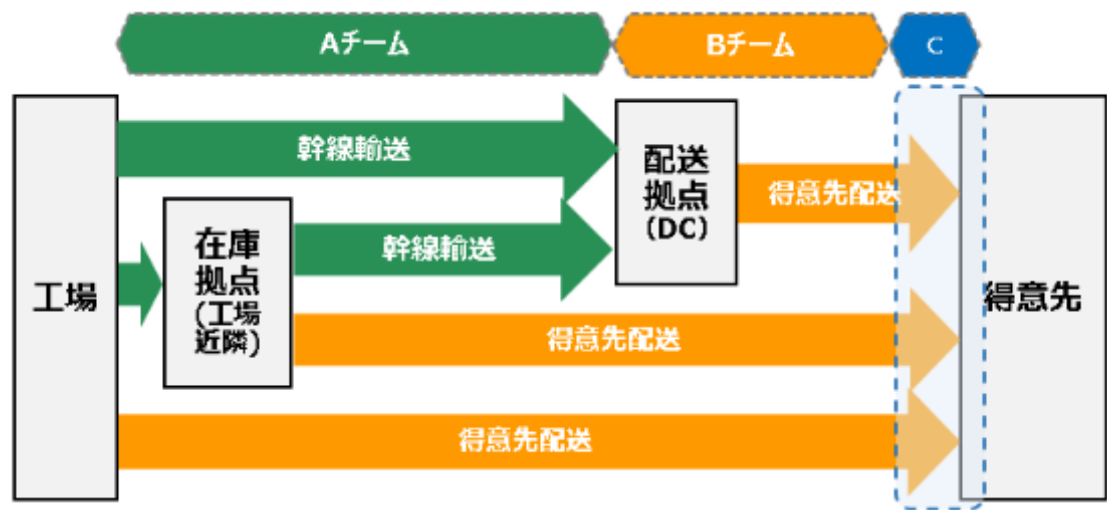 Aチーム
Bチーム
C
幹線輸送
配送
拠点
(DC)
得意先配送
在庫
拠点
(工場
近隣)
幹線輸送
工場
得意先
得意先配送
得意先配送